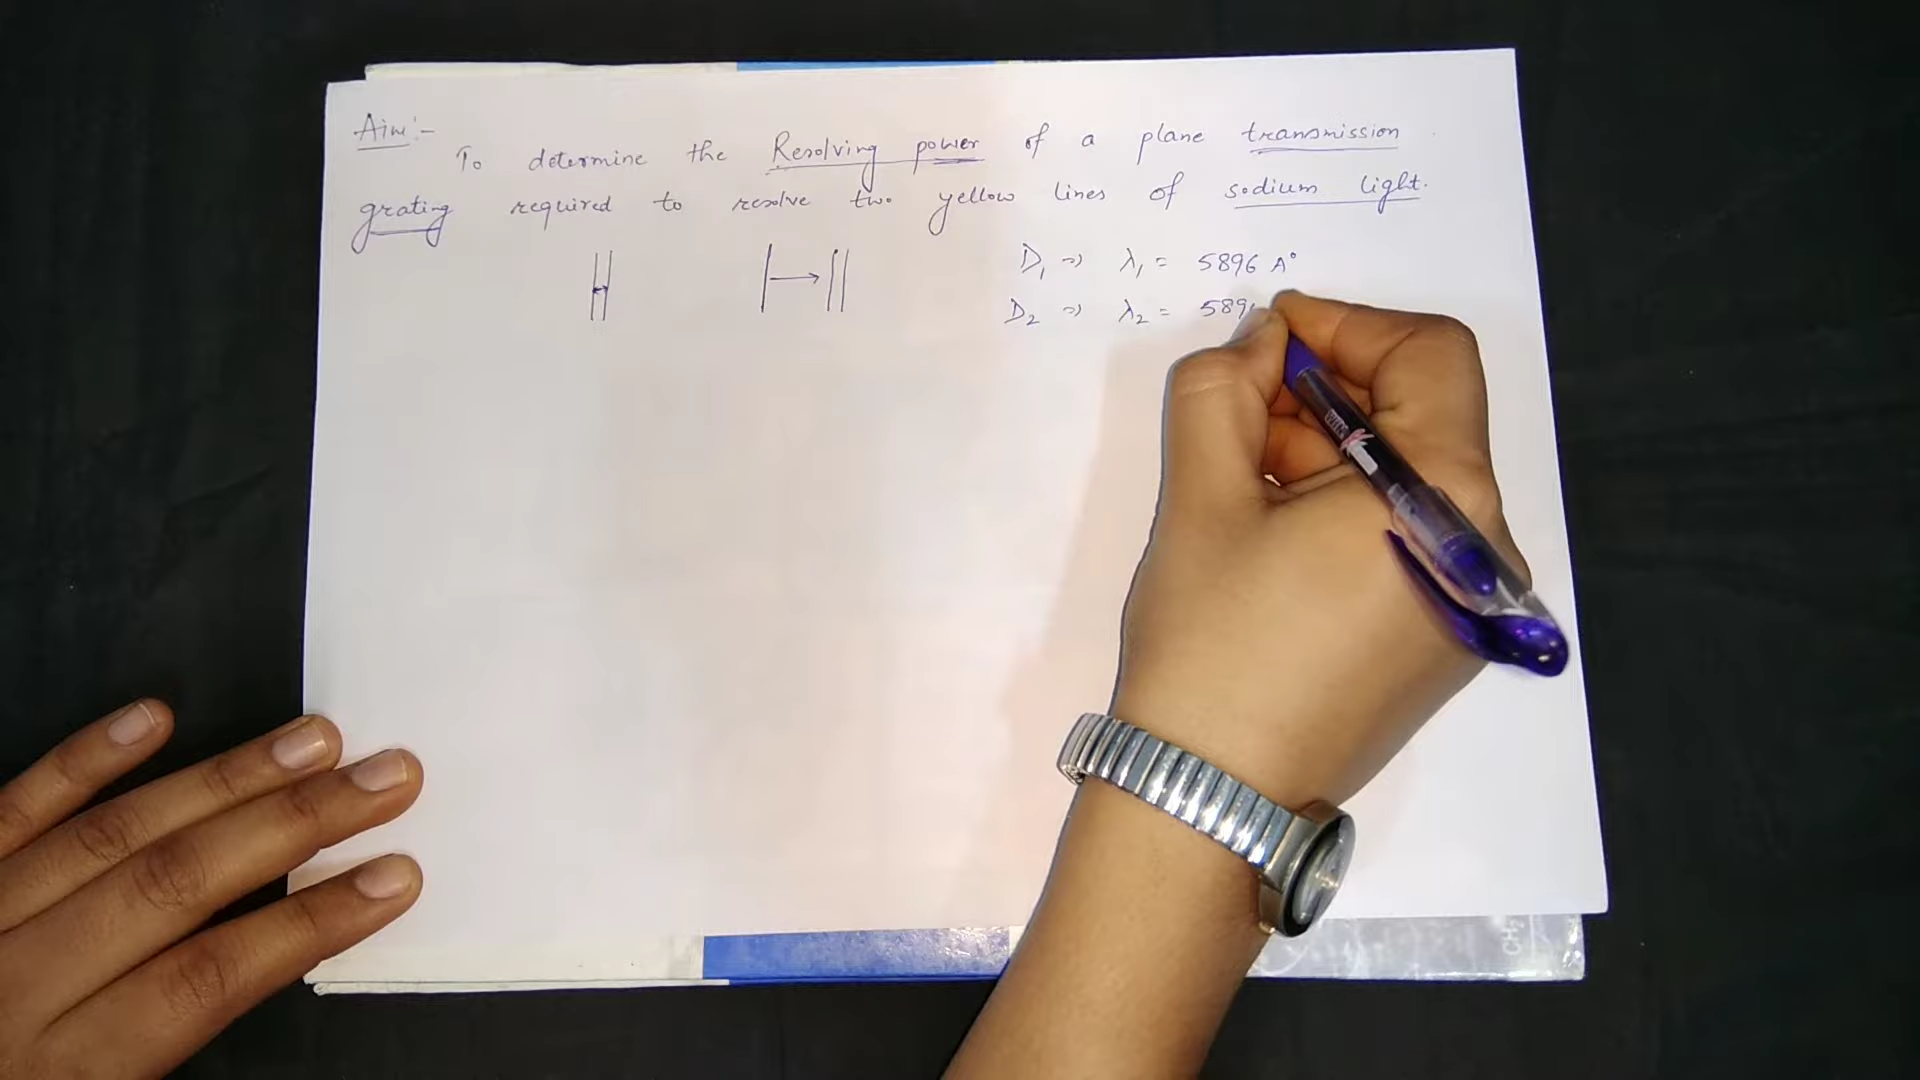 Aim:-
To determine the Resolving power of a plane transmission
grating required to resolve two yellow lines of sodium light.
D₁ ⇒ λ₁ = 5896 A°
D₂ ⇒ λ₂ = 589
CH2